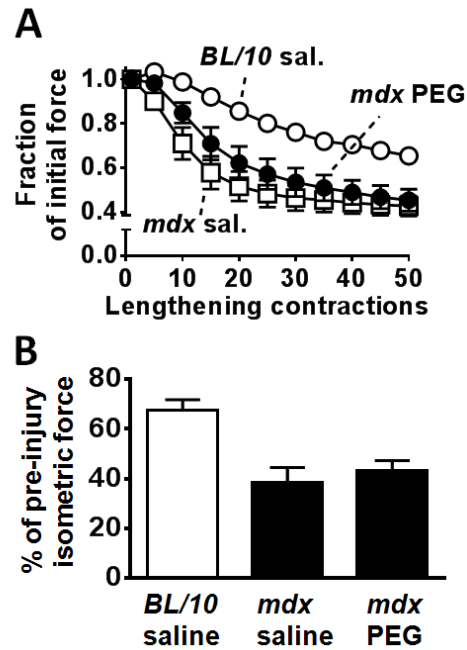 A
BL/10 sal.
mdx PEG
mdx sal.
Fraction
of initial force
1.0
0.8
0.6
0.4
0.0
0 10 20 30 40 50
Lengthening contractions
B
% of pre-injury
isometric force
80
60
40
20
0
BL/10 mdx mdx
saline saline PEG